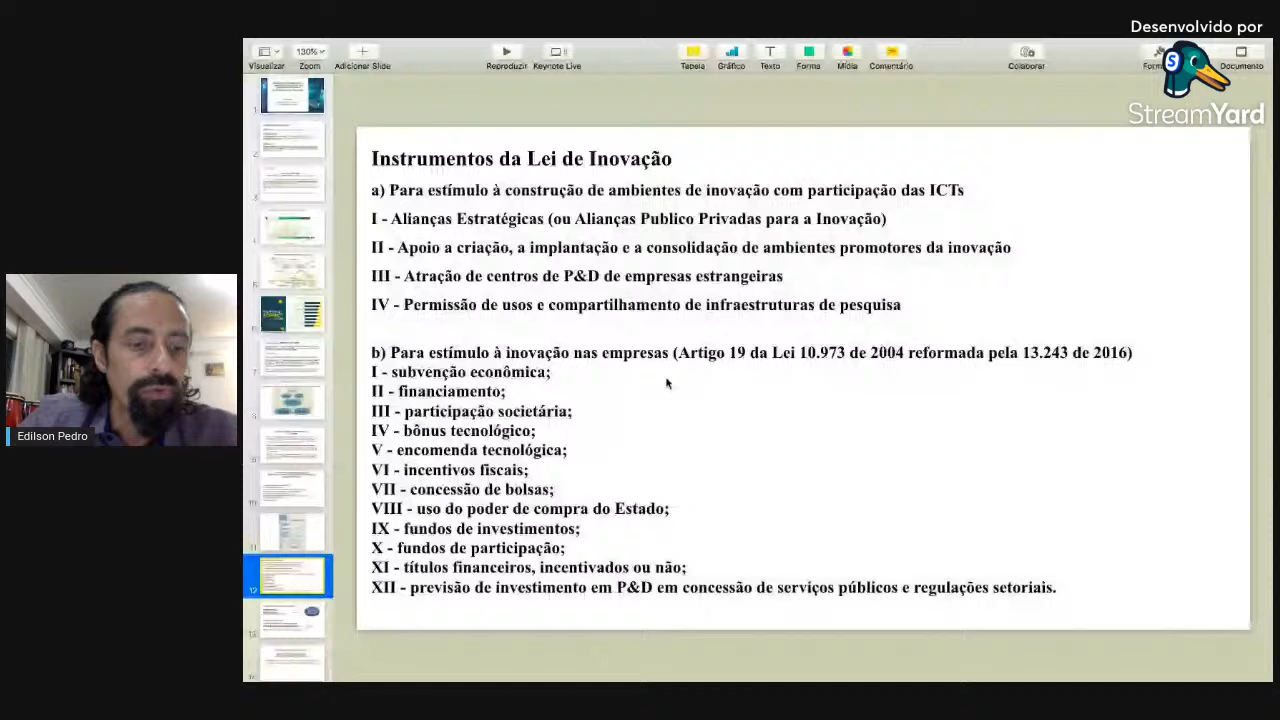 Desenvolvido por
StreamYard
Visualizar
130%
Zoom
Adicionar Slide
Reproduzir
Keynote Live
Tabela
Gráfico
Texto
Forma
Mídia
Comentário
Colaborar
Documento
Instrumentos da Lei de Inovação
a) Para estímulo à construção de ambientes de inovação com participação das ICTs
I - Alianças Estratégicas (ou Alianças Publico Privadas para a Inovação)
II - Apoio a criação, a implantação e a consolidação de ambientes promotores da inovação
III - Atração de centros de P&D de empresas estrangeiras
IV - Permissão de usos e compartilhamento de infraestruturas de pesquisa
Para estímulo à inovação nas empresas (Art. da Lei 10.973 de reformada pela 13.243 de 2016)
I - subvenção econômica;
II - financiamento;
III - participação societária;
IV - bônus tecnológico;
V - encomenda tecnológica;
VI - incentivos fiscais;
VII - concessão de bolsas;
VIII - uso do poder de compra do Estado;
IX - fundos de investimentos;
X - fundos de participação;
XI - títulos financeiros, incentivados ou não;
XII - previsão de investimento em P&D em concessão de serviços públicos e regulações setoriais.
Edilson Pedro